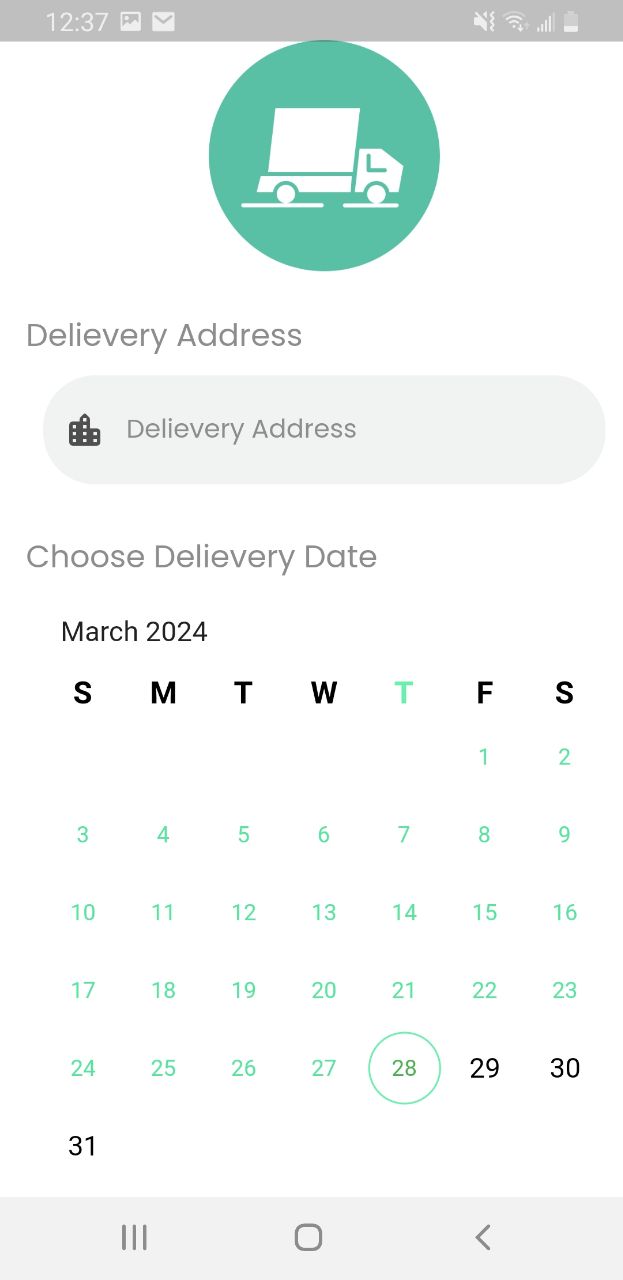 12:37
Delievery Address
Delievery Address
Choose Delievery Date
March 2024
S M T W T F S
1 2
3 4 5 6 7 8 9
10 11 12 13 14 15 16
17 18 19 20 21 22 23
24 25 26 27 28 29 30
31